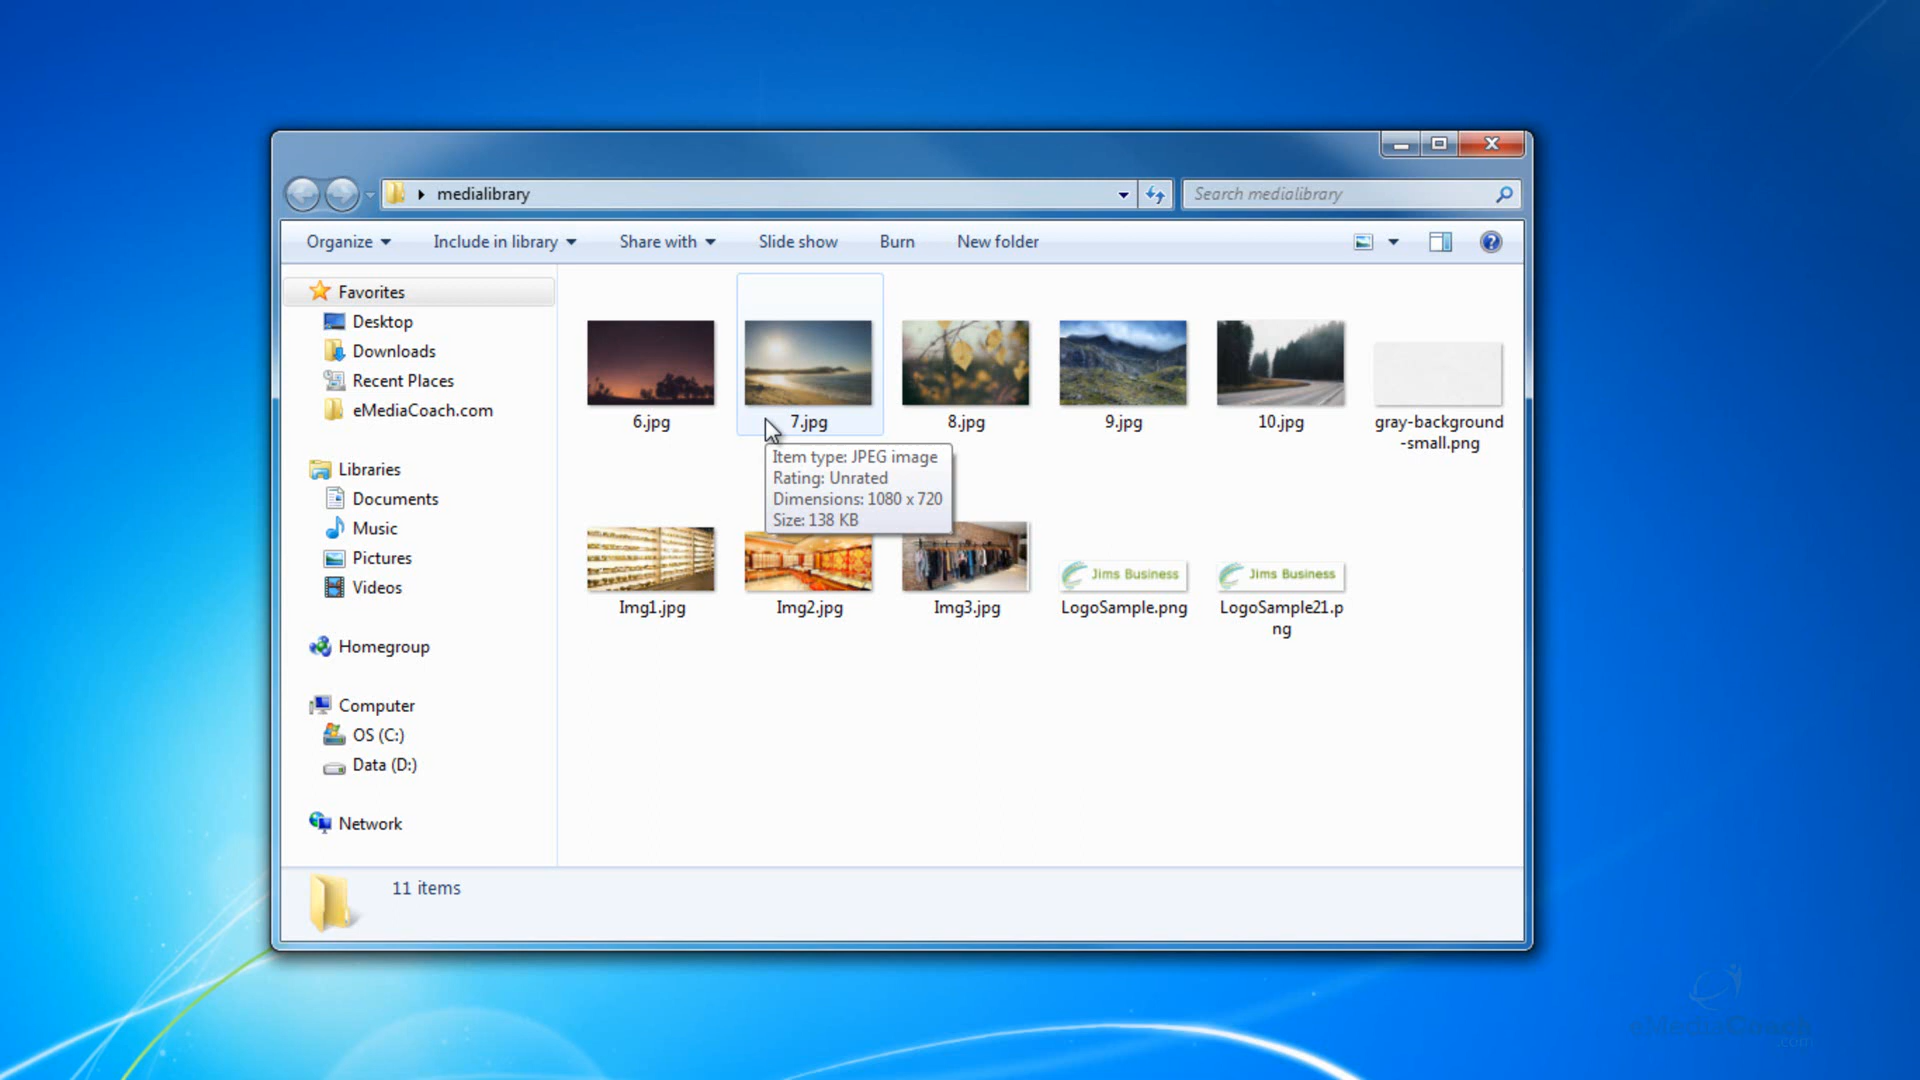 medialibrary
Search medialibrary
Organize
Include in library
Share with
Slide show
Burn
New folder
Favorites
Desktop
Downloads
Recent Places
eMediaCoach.com
Libraries
Documents
Music
Pictures
Videos
Homegroup
Computer
OS (C:)
Data (D:)
Network
6.jpg
7.jpg
8.jpg
9.jpg
10.jpg
gray-background
-small.png
Item type: JPEG image
Rating: Unrated
Dimensions: 1080 x 720
Size: 138 KB
Jims Business
Jims Business
Img1.jpg
Img2.jpg
Img3.jpg
LogoSample.png
LogoSample21.p
ng
11 items
eMediaCoach
.com